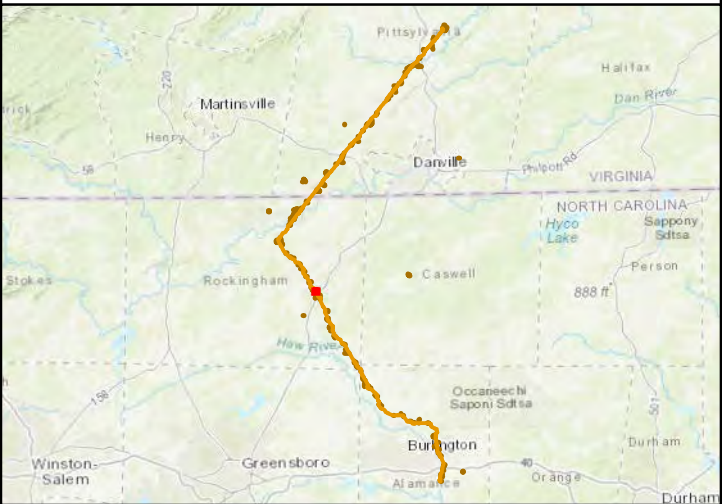 Pittsylvania
Halifax
220
Dan River
Martinsville
Henry
58
Danville
Philpott Rd
VIRGINIA
NORTH CAROLINA
Hyco
Lake
Sappony
Sdtsa
Person
Stokes
Rockingham
Caswell
888 ft
Haw River
158
Occaneechi
Saponi Sdtsa
501
Burlington
Durham
Winston-
Salem
Greensboro
40
Orange
Alamance
Durham